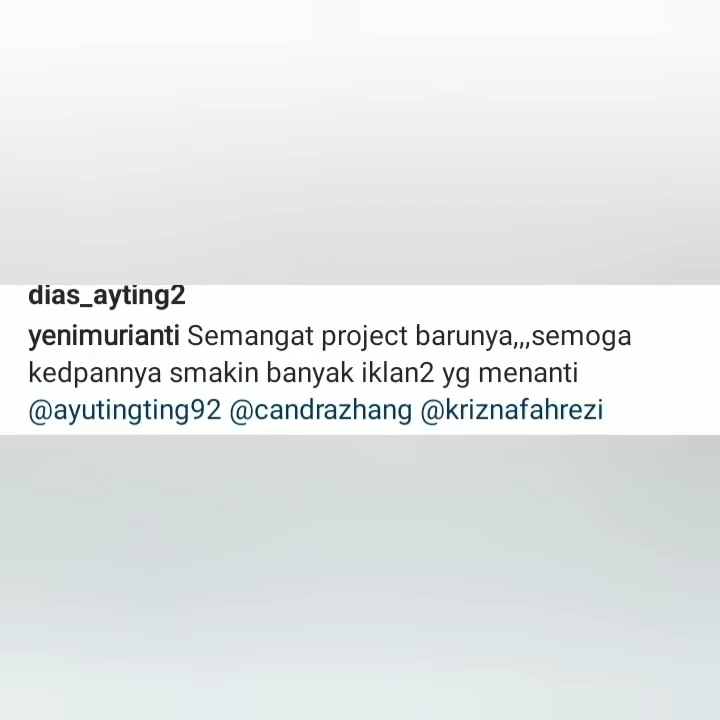 dias_ayting2
yenimurianti Semangat project barunya,,,semoga
kedpannya smakin banyak iklan2 yg menanti
@ayutingting92 @candrazhang @kriznafahrezi